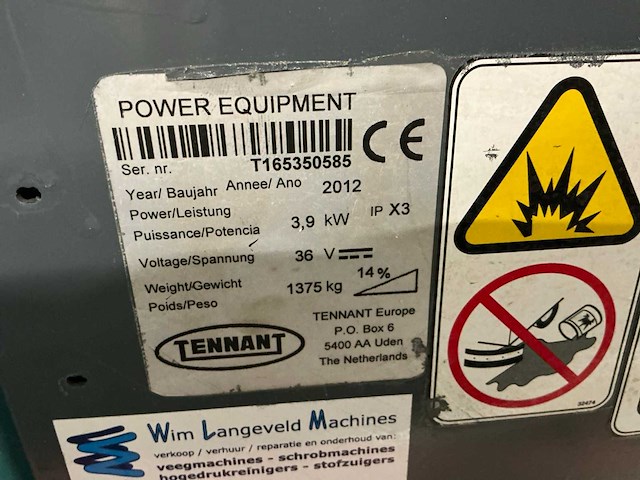 POWER EQUIPMENT
CE
Ser. nr. T165350585
Year/ Baujahr Annee/ Ano 2012
Power/Leistung
Puissance/Potencia 3,9 kW IP X3
Voltage/Spannung 36 V
Weight/Gewicht 1375 kg 14%
Poids/Peso
TENNANT
TENNANT Europe
P.O. Box 6
5400 AA Uden
The Netherlands
32474
Wim Langeveld Machines
verkoop / verhuur / reparatie en onderhoud van:
veegmachines - schrobmachines
hogedrukreinigers - stofzuigers